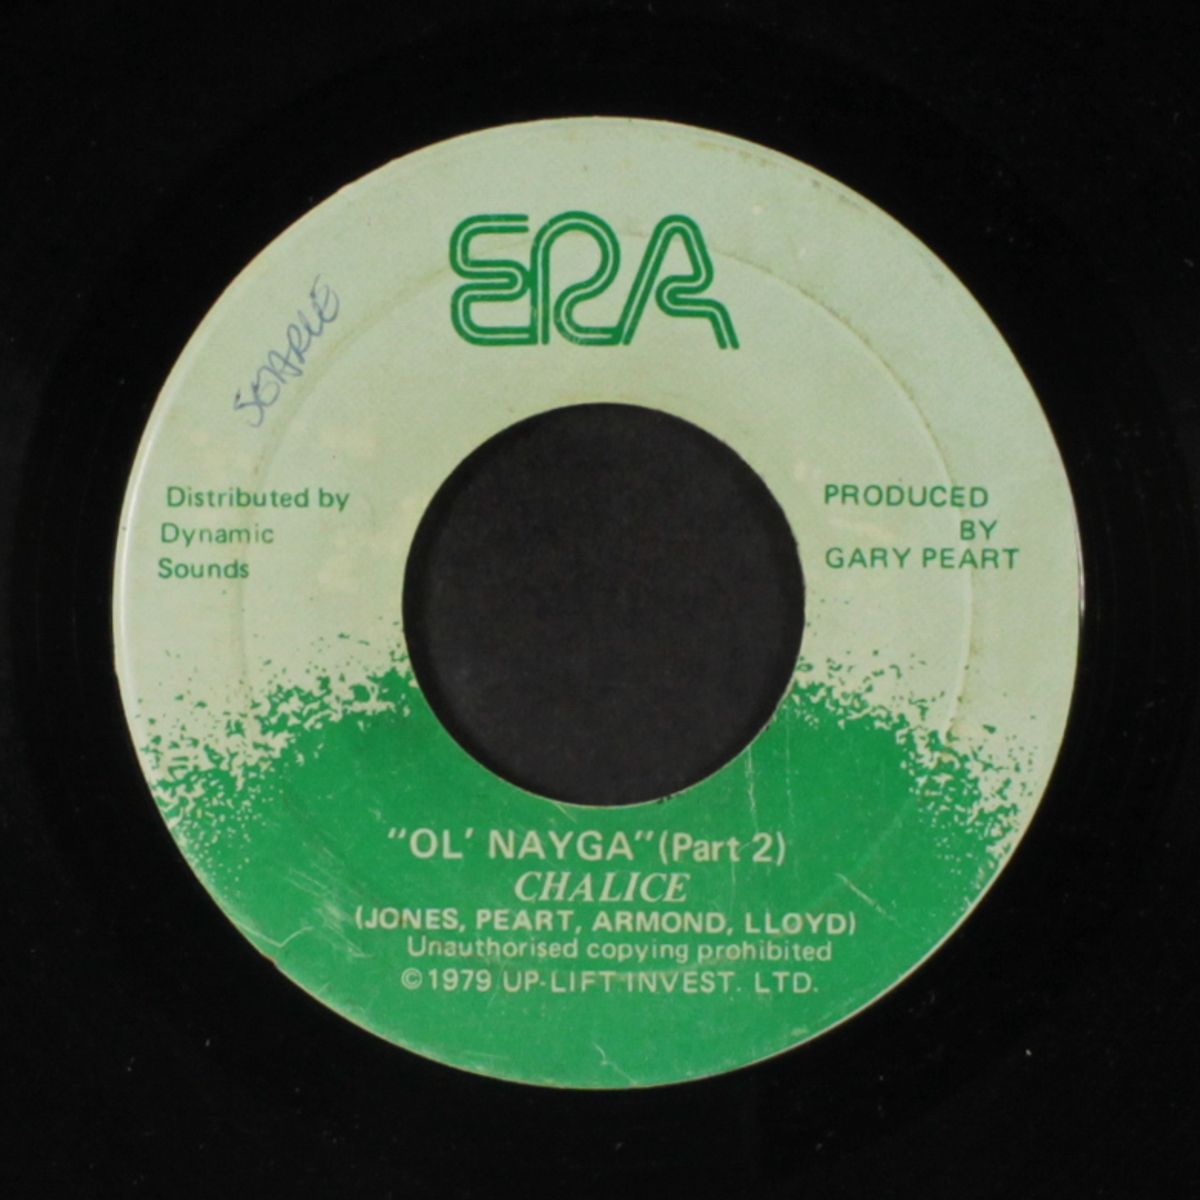 ERA
Distributed by
Dynamic
Sounds
PRODUCED
BY
GARY PEART
"OL' NAYGA" (Part 2)
CHALICE
(JONES, PEART, ARMOND, LLOYD)
Unauthorised copying prohibited
©1979 UP-LIFT INVEST. LTD.